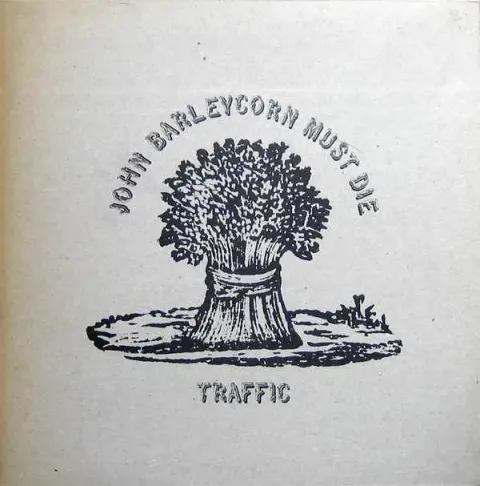 JOHN BARLEYCORN MUST DIE
TRAFFIC